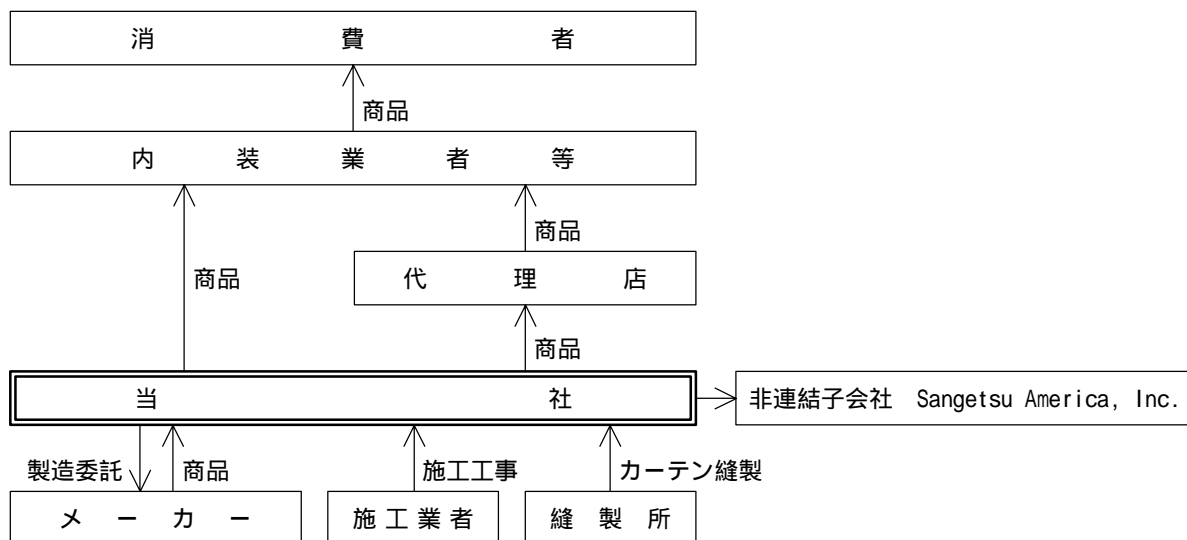 消費者
商品
内装業者等
商品
商品
代理店
商品
当社
非連結子会社 Sangetsu America, Inc.
製造委託
商品
施工工事
カーテン縫製
メーカー
施工業者
縫製所